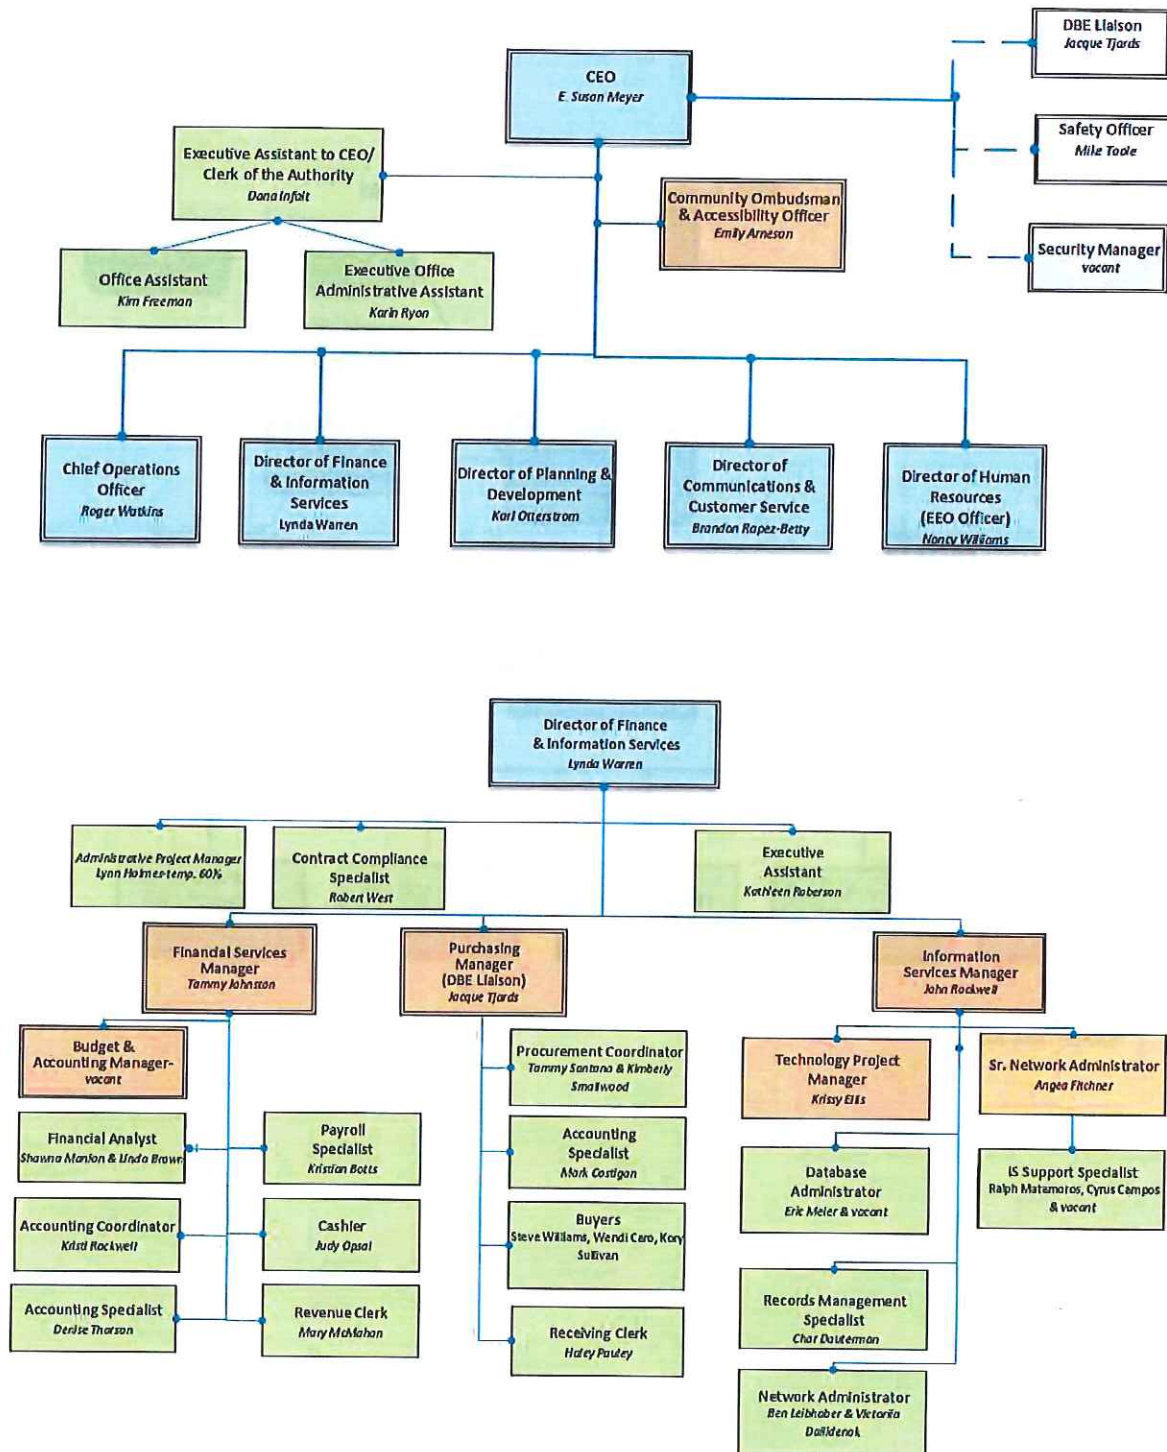 DBE Liaison
Jacque Tjards
CEO
E. Susan Meyer
Safety Officer
Mike Toole
Executive Assistant to CEO/
Clerk of the Authority
Dana Infalt
Community Ombudsman
& Accessibility Officer
Emily Arneson
Security Manager
vacant
Office Assistant
Kim Freeman
Executive Office
Administrative Assistant
Karin Ryon
Chief Operations
Officer
Roger Watkins
Director of Finance
& Information
Services
Lynda Warren
Director of Planning &
Development
Karl Otterstrom
Director of
Communications &
Customer Service
Brandon Rapez-Betty
Director of Human
Resources
(EEO Officer)
Nancy Williams
Director of Finance
& Information Services
Lynda Warren
Administrative Project Manager
Lynn Holmes-temp. 60%
Contract Compliance
Specialist
Robert West
Executive
Assistant
Kathleen Roberson
Financial Services
Manager
Tammy Johnston
Purchasing
Manager
(DBE Liaison)
Jacque Tjards
Information
Services Manager
John Rockwell
Budget &
Accounting Manager-
vacant
Procurement Coordinator
Tammy Santana & Kimberly
Smallwood
Technology Project
Manager
Krissy Ellis
Sr. Network Administrator
Angea Fitchner
Financial Analyst
Shawna Manion & Linda Brown
Payroll
Specialist
Kristian Botts
Accounting
Specialist
Mark Costigan
Database
Administrator
Eric Meier & vacant
IS Support Specialist
Ralph Matamoros, Cyrus Campos
& vacant
Accounting Coordinator
Kristi Rockwell
Cashier
Judy Opsal
Buyers
Steve Williams, Wendi Caro, Kory
Sullivan
Accounting Specialist
Denise Thorson
Revenue Clerk
Mary McMahan
Receiving Clerk
Haley Pauley
Records Management
Specialist
Char Dauterman
Network Administrator
Ben Leibhaber & Victoriia